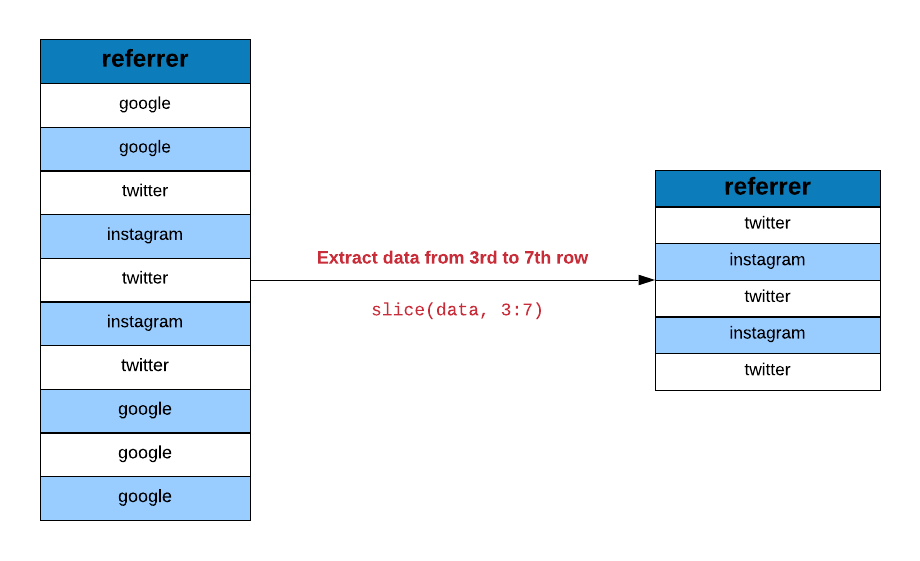 referrer
google
google
twitter
instagram
twitter
instagram
twitter
google
google
google
Extract data from 3rd to 7th row
slice(data, 3:7)
referrer
twitter
instagram
twitter
instagram
twitter